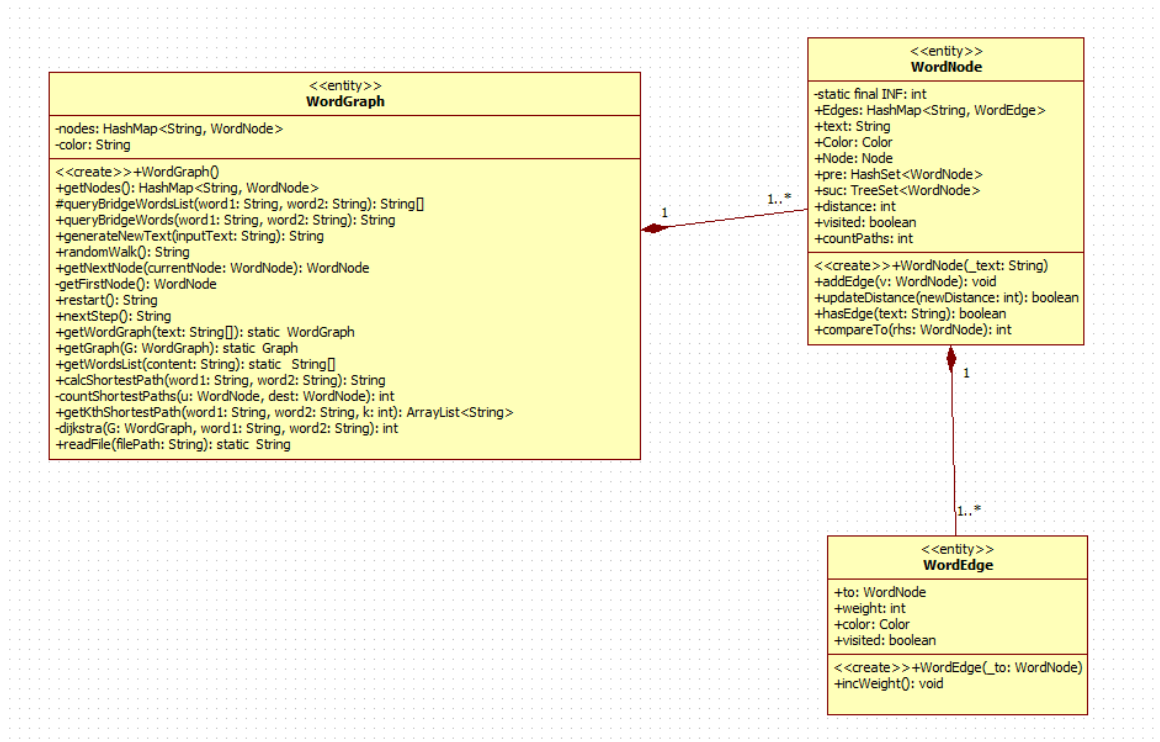 <<entity>>
WordGraph
-nodes: HashMap<String, WordNode>
-color: String
<<create>>+WordGraph()
+getNodes(): HashMap<String, WordNode>
#queryBridgeWordsList(word1: String, word2: String): String[]
+queryBridgeWords(word1: String, word2: String): String
+generateNewText(inputText: String): String
+randomWalk(): String
+getNextNode(currentNode: WordNode): WordNode
-getFirstNode(): WordNode
+restart(): String
+nextStep(): String
+getWordGraph(text: String[]): static WordGraph
+getGraph(G: WordGraph): static Graph
+getWordsList(content: String): static String[]
+calcShortestPath(word1: String, word2: String): String
-countShortestPaths(u: WordNode, dest: WordNode): int
+getKthShortestPath(word1: String, word2: String, k: int): ArrayList<String>
-dijkstra(G: WordGraph, word1: String, word2: String): int
+readFile(filePath: String): static String
1
1..*
<<entity>>
WordNode
-static final INF: int
+Edges: HashMap<String, WordEdge>
+text: String
+Color: Color
+Node: Node
+pre: HashSet<WordNode>
+suc: TreeSet<WordNode>
+distance: int
+visited: boolean
+countPaths: int
<<create>>+WordNode(_text: String)
+addEdge(v: WordNode): void
+updateDistance(newDistance: int): boolean
+hasEdge(text: String): boolean
+compareTo(rhs: WordNode): int
1
1..*
<<entity>>
WordEdge
+to: WordNode
+weight: int
+color: Color
+visited: boolean
<<create>>+WordEdge(_to: WordNode)
+incWeight(): void